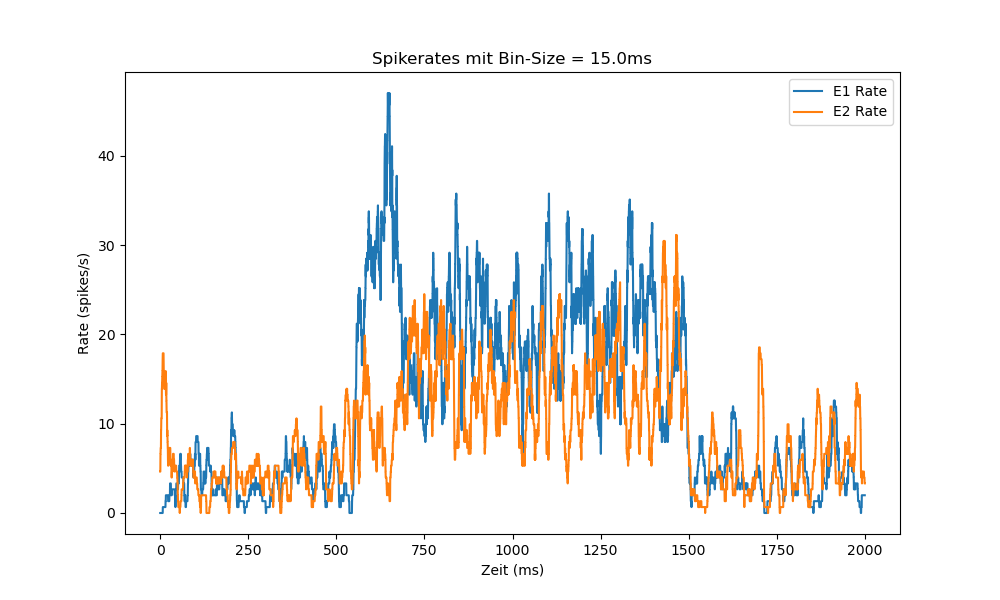 Spikerates mit Bin-Size = 15.0ms
E1 Rate
E2 Rate
40
30
20
10
0
Rate (spikes/s)
0 250 500 750 1000 1250 1500 1750 2000
Zeit (ms)